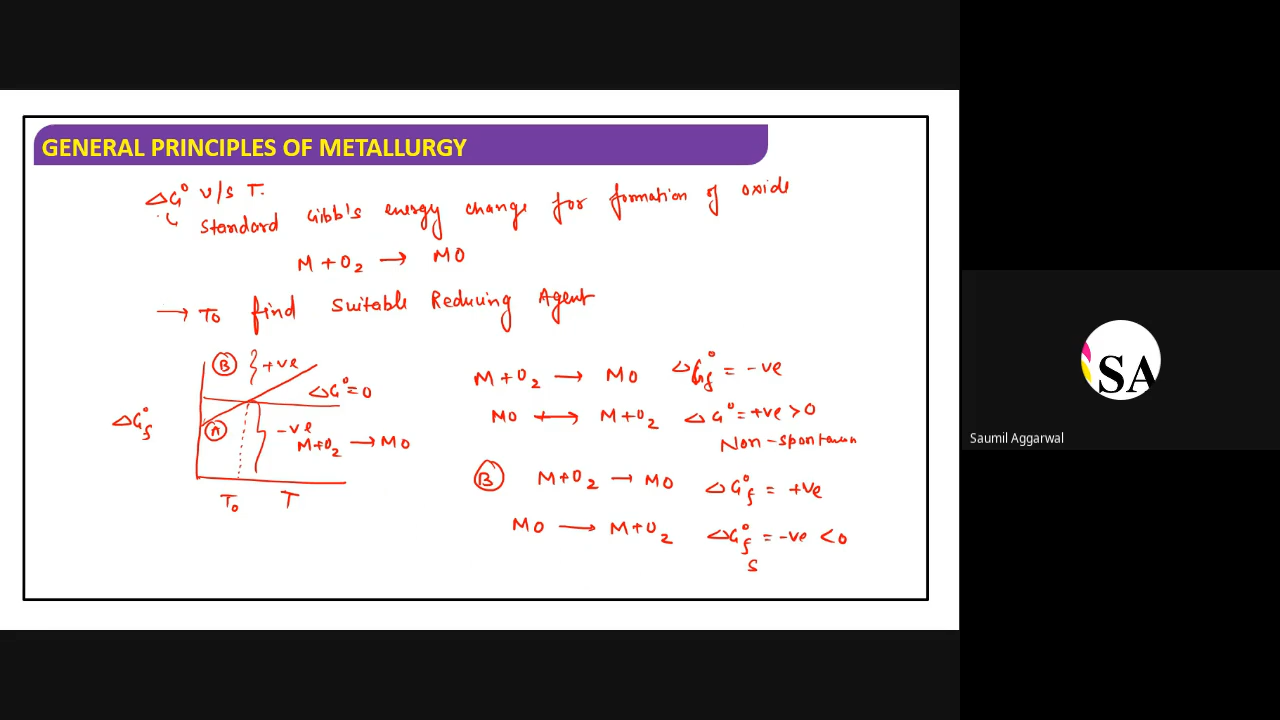 GENERAL PRINCIPLES OF METALLURGY
ΔG° v/s T.
Standard Gibb's energy change for formation of oxide
M + O₂ → MO
→ To find Suitable Reducing Agent
B +ve
ΔG° = 0
ΔG°f
A -ve
M+O₂ → MO
T₀ T
M + O₂ → MO ΔG°f = -ve
MO → M+O₂ ΔG° = +ve > 0
Non-spontaneous
B M+O₂ → MO ΔG°f = +ve
MO → M+O₂ ΔG°f = -ve < 0
S
SA
Saumil Aggarwal